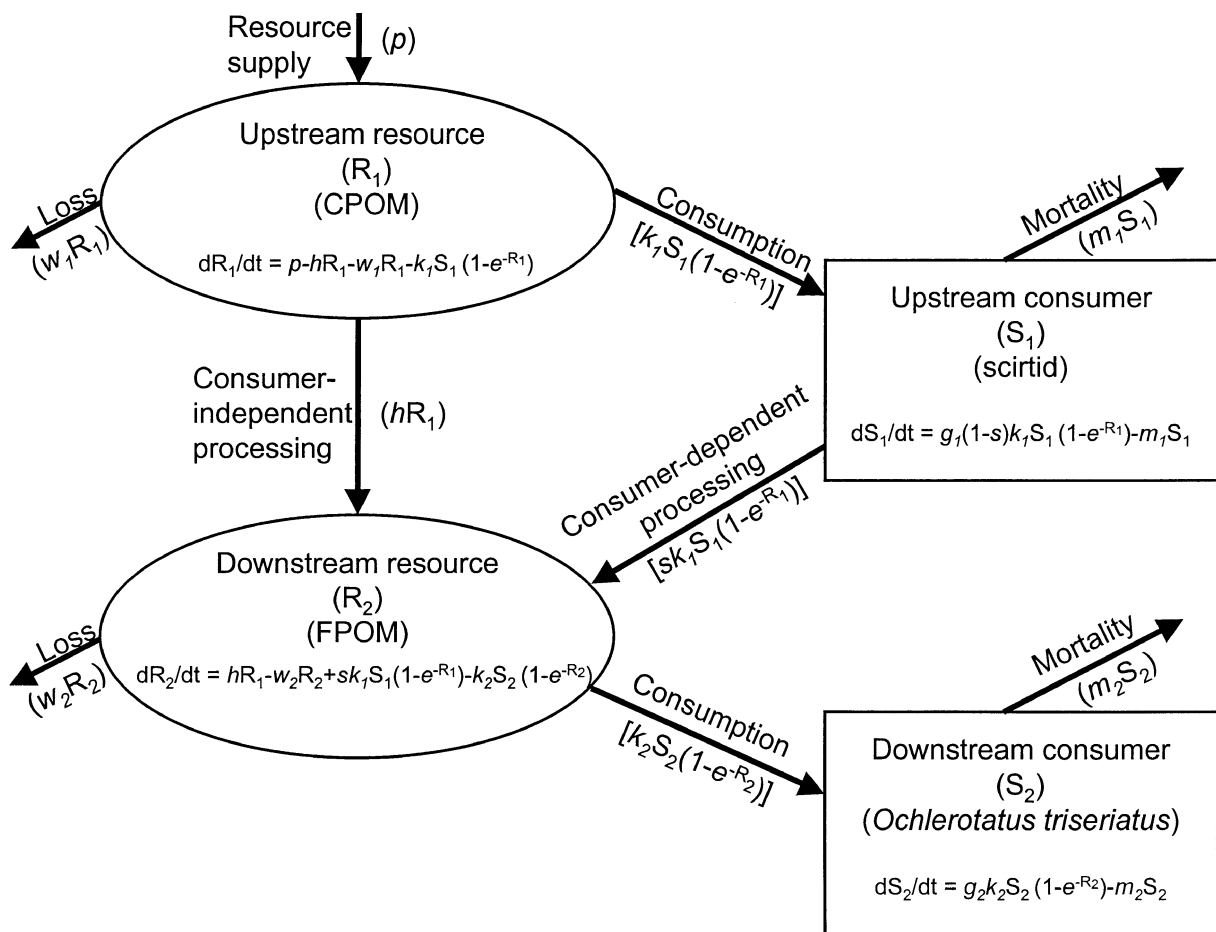 Resource
supply
(p)
Upstream resource
(R₁)
(CPOM)
dR₁/dt = p-hR₁-w₁R₁-k₁S₁ (1-e^-R₁)
Loss
(w₁R₁)
Consumption
[k₁S₁(1-e^-R₁)]
Mortality
(m₁S₁)
Upstream consumer
(S₁)
(scirtid)
dS₁/dt = g₁(1-s)k₁S₁ (1-e^-R₁)-m₁S₁
Consumer-
independent
processing
(hR₁)
Consumer-dependent
processing
[sk₁S₁(1-e^-R₁)]
Downstream resource
(R₂)
(FPOM)
dR₂/dt = hR₁-w₂R₂+sk₁S₁(1-e^-R₁)-k₂S₂ (1-e^-R₂)
Loss
(w₂R₂)
Consumption
[k₂S₂(1-e^-R₂)]
Mortality
(m₂S₂)
Downstream consumer
(S₂)
(Ochlerotatus triseriatus)
dS₂/dt = g₂k₂S₂ (1-e^-R₂)-m₂S₂